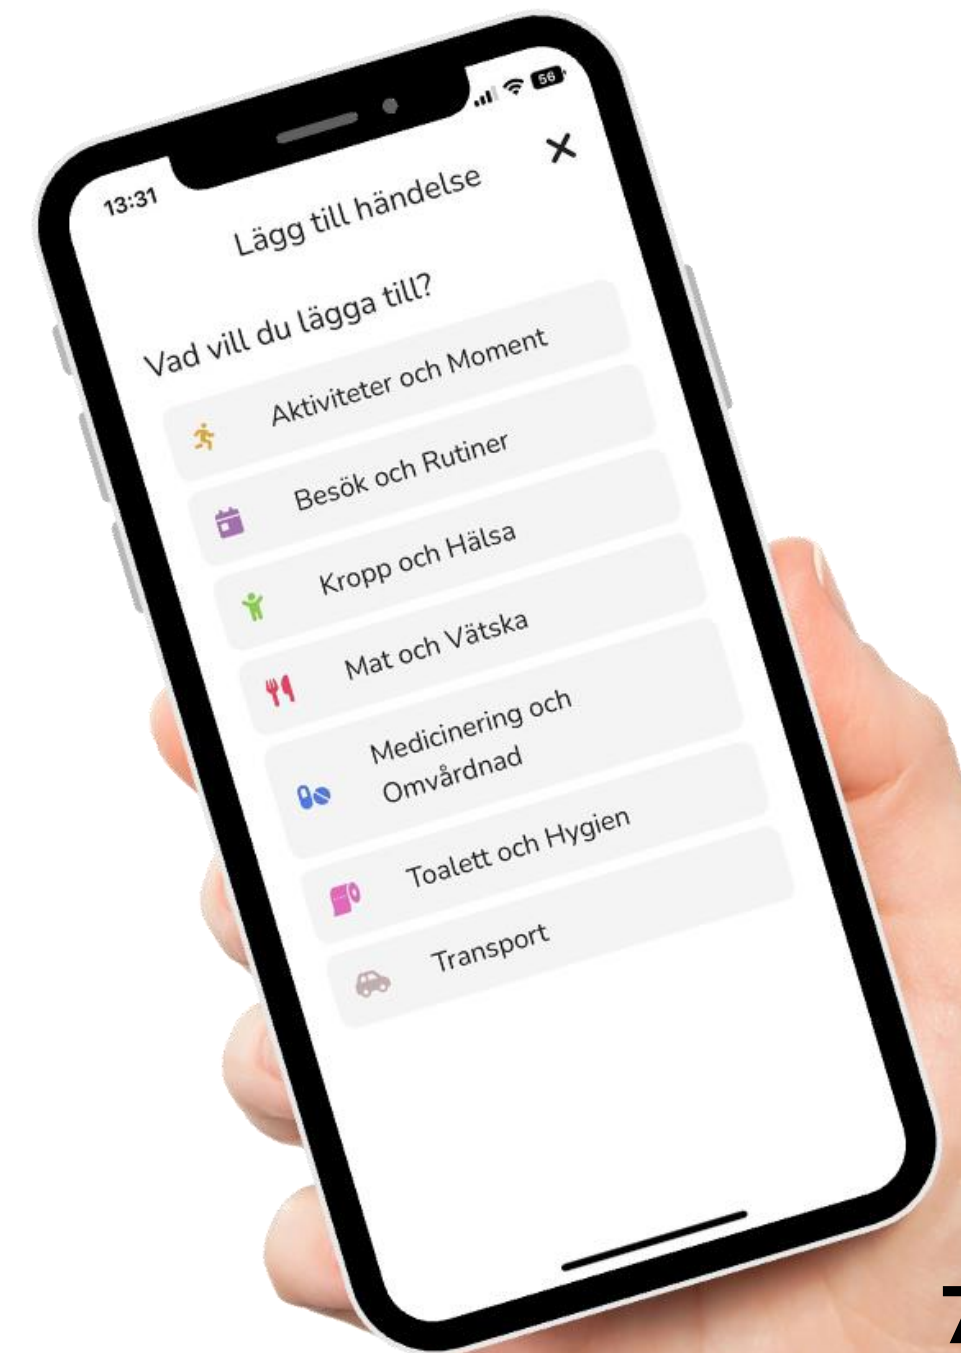 13:31
56
Lägg till händelse
Vad vill du lägga till?
Aktiviteter och Moment
Besök och Rutiner
Kropp och Hälsa
Mat och Vätska
Medicinering och
Omvårdnad
Toalett och Hygien
Transport
7